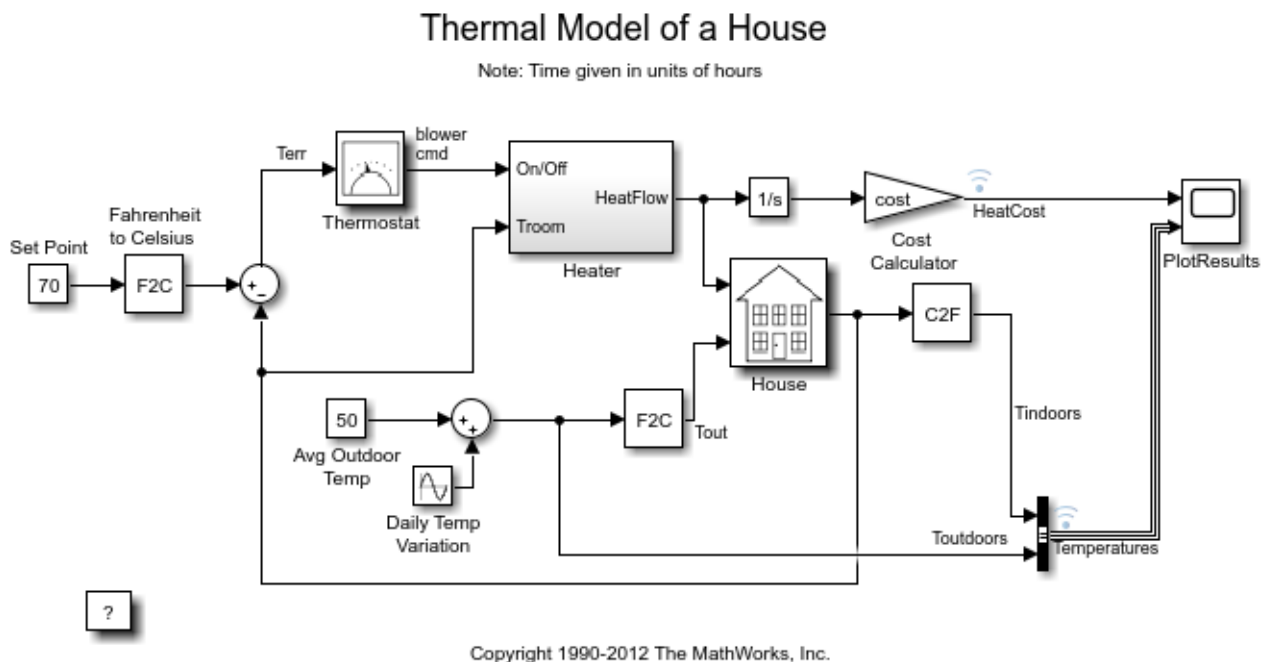 Thermal Model of a House
Note: Time given in units of hours
Terr
blower
cmd
Thermostat
On/Off
HeatFlow
Troom
Heater
1/s
cost
HeatCost
Cost
Calculator
PlotResults
Fahrenheit
to Celsius
Set Point
70
F2C
+
−
House
C2F
50
Avg Outdoor
Temp
+
+
Daily Temp
Variation
F2C
Tout
Tindoors
Toutdoors
Temperatures
?
Copyright 1990-2012 The MathWorks, Inc.